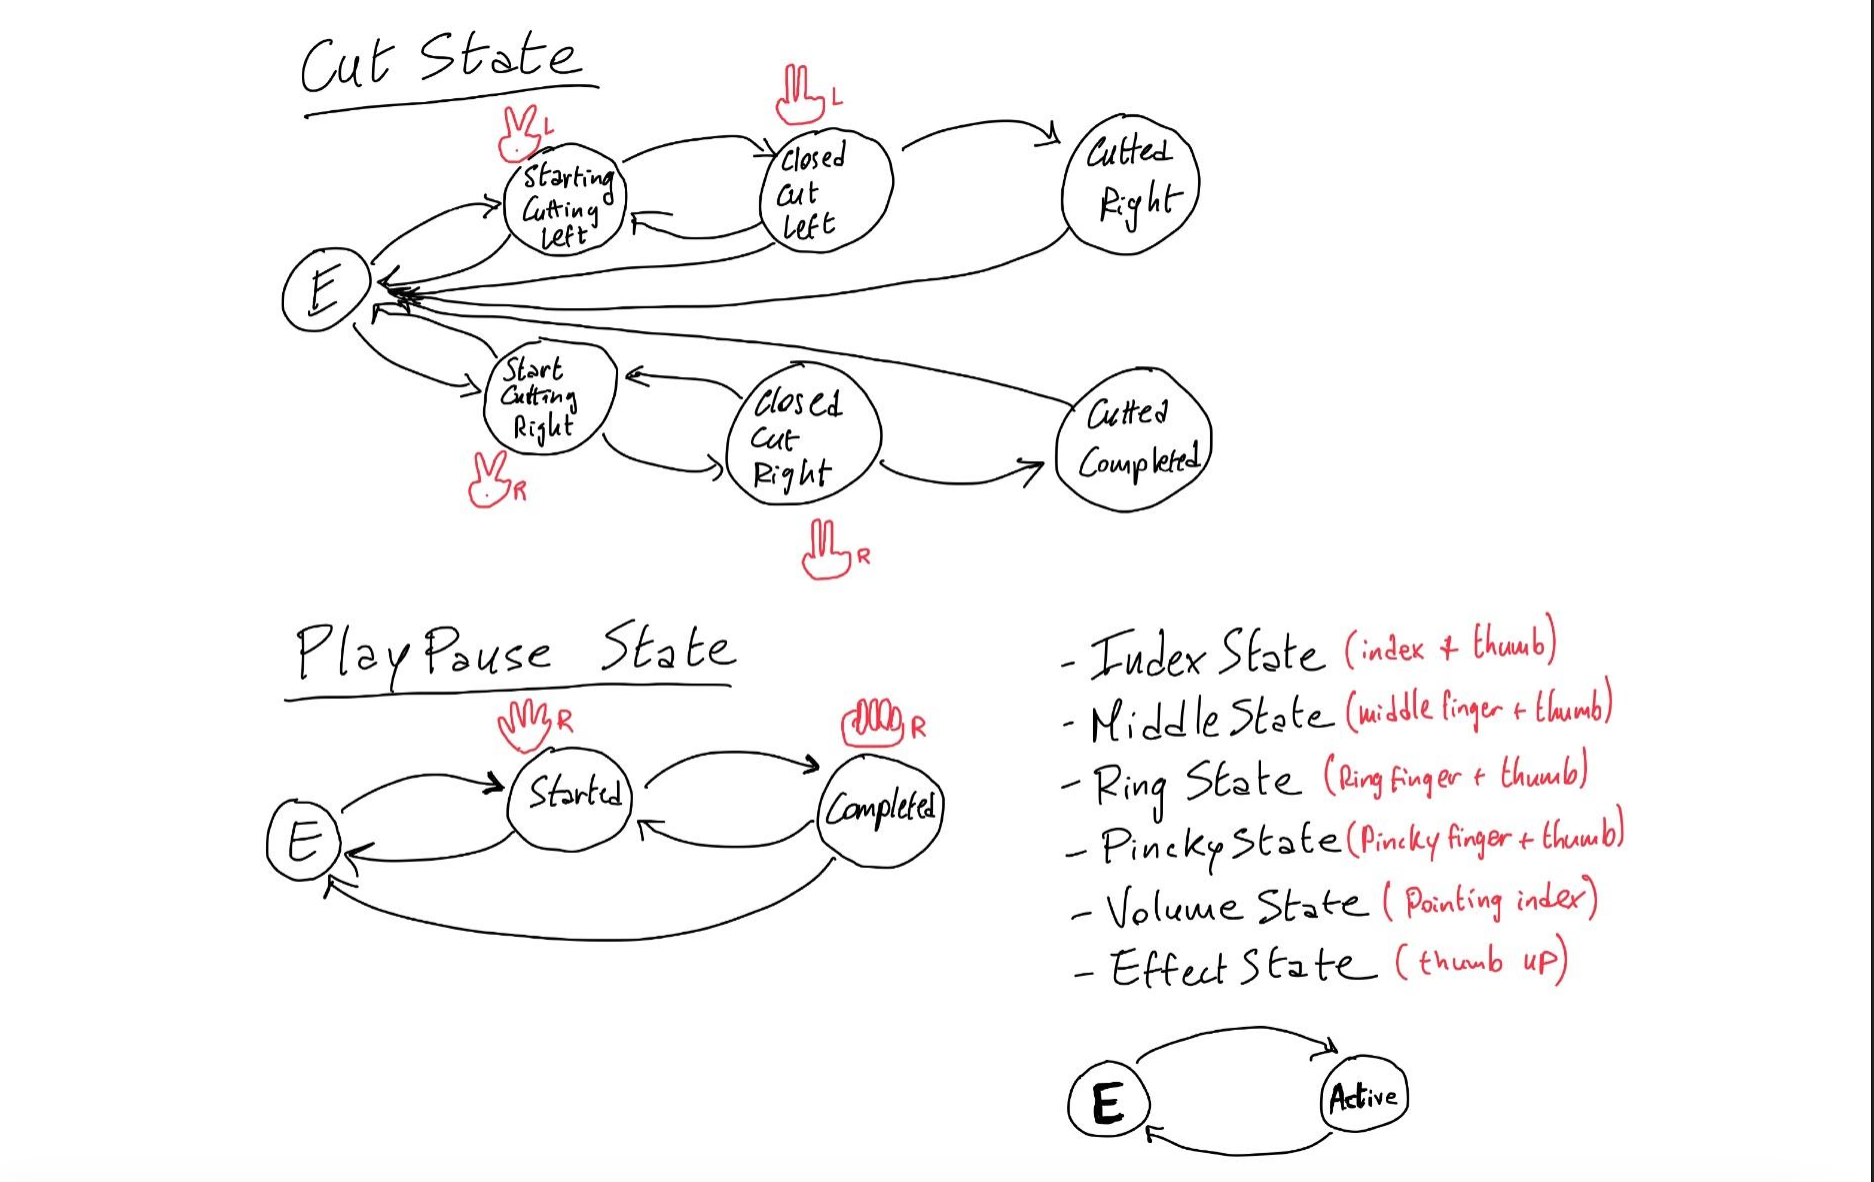 Cut State
L
L
Starting
Cutting
Left
Closed
Cut
Left
Cutted
Right
E
Start
Cutting
Right
R
Closed
Cut
Right
R
Cutted
Completed
PlayPause State
R
R
E
Started
Completed
- Index State (index + thumb)
- Middle State (middle finger + thumb)
- Ring State (Ring finger + thumb)
- Pincky State (Pincky finger + thumb)
- Volume State (Pointing index)
- Effect State (thumb up)
E
Active